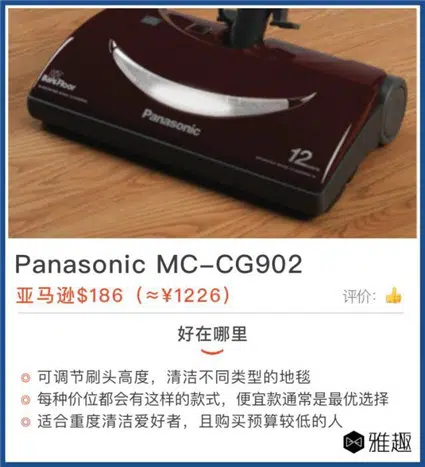 Bare Floor
Panasonic
12
Panasonic MC-CG902
亚马逊$186（≈¥1226） 评价：👍
好在哪里
可调节刷头高度，清洁不同类型的地毯
每种价位都会有这样的款式，便宜款通常是最优选择
适合重度清洁爱好者，且购买预算较低的人
雅趣